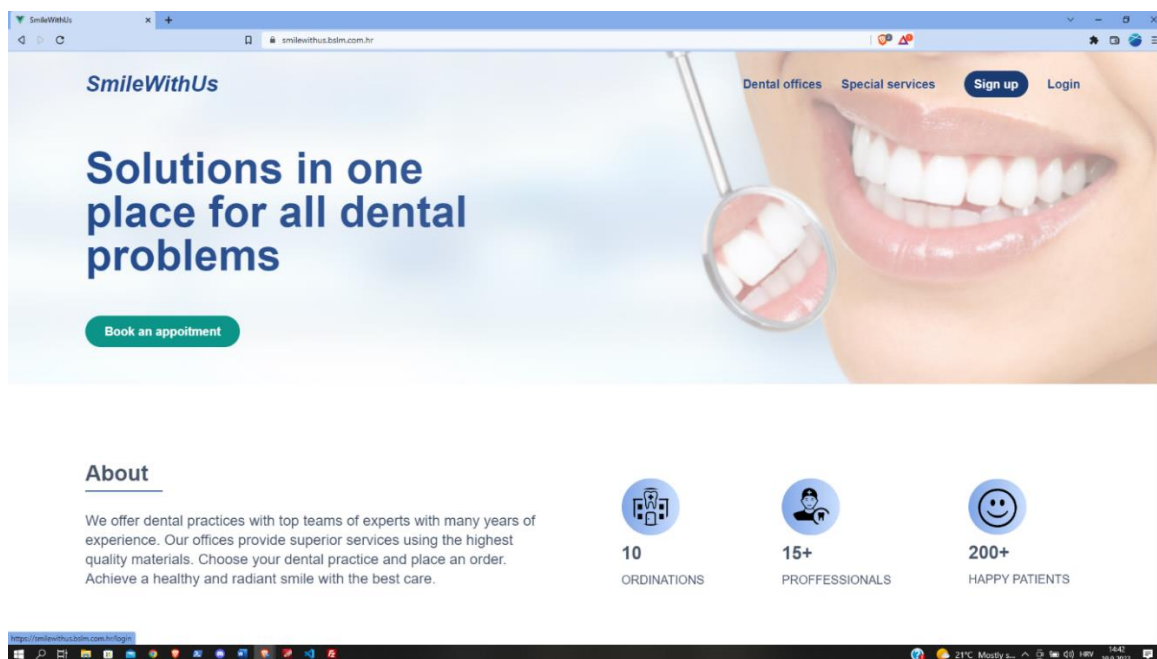 SmileWithUs
smilewithus.bslm.com.hr
SmileWithUs
Dental offices Special services Sign up Login
Solutions in one
place for all dental
problems
Book an appoitment
About
We offer dental practices with top teams of experts with many years of
experience. Our offices provide superior services using the highest
quality materials. Choose your dental practice and place an order.
Achieve a healthy and radiant smile with the best care.
10
ORDINATIONS
15+
PROFFESSIONALS
200+
HAPPY PATIENTS
https://smilewithus.bslm.com.hr/login
21°C Mostly s... HRV 14:42